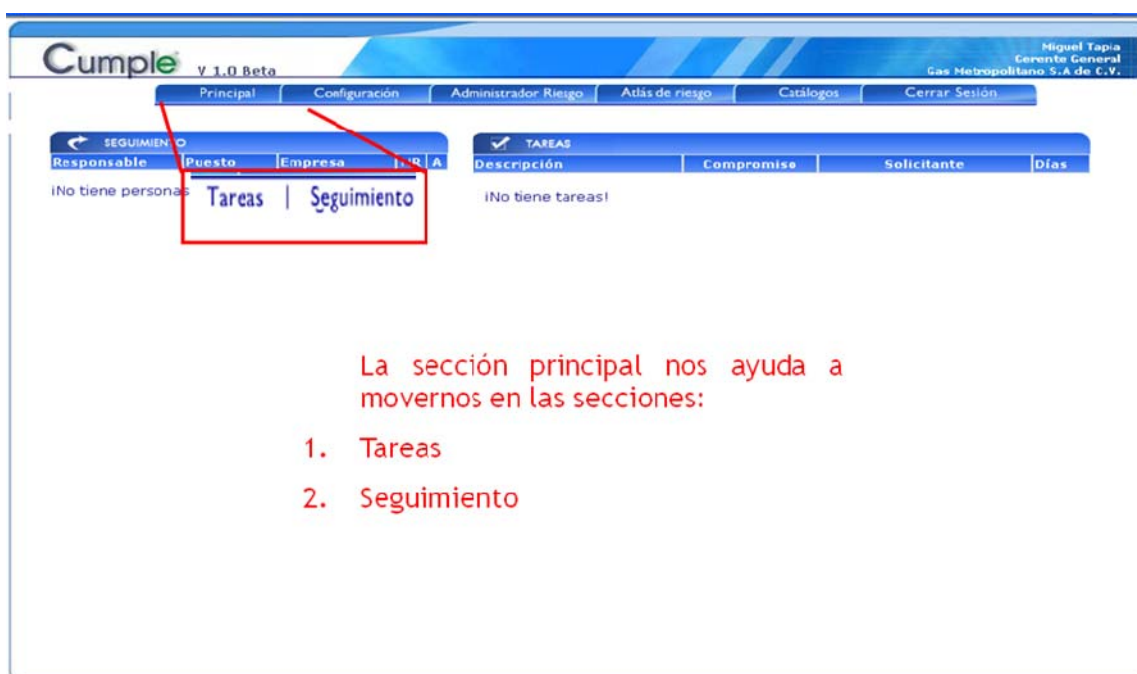 Cumple V 1.0 Beta
Miguel Tapia
Gerente General
Gas Metropolitano S.A de C.V.
Principal Configuración Administrador Riesgo Atlás de riesgo Catálogos Cerrar Sesión
SEGUIMIENTO
Responsable Puesto Empresa A
¡No tiene personas
Tareas | Seguimiento
TAREAS
Descripción Compromiso Solicitante Días
¡No tiene tareas!
La sección principal nos ayuda a
movernos en las secciones:
1. Tareas
2. Seguimiento